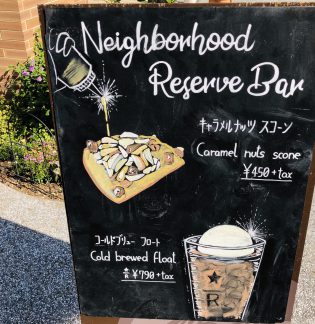 Neighborhood
Reserve Bar
キャラメルナッツ スコーン
Caramel nuts scone
¥450+tax
コールドブリュー フロート
Cold brewed float
¥790+tax
R